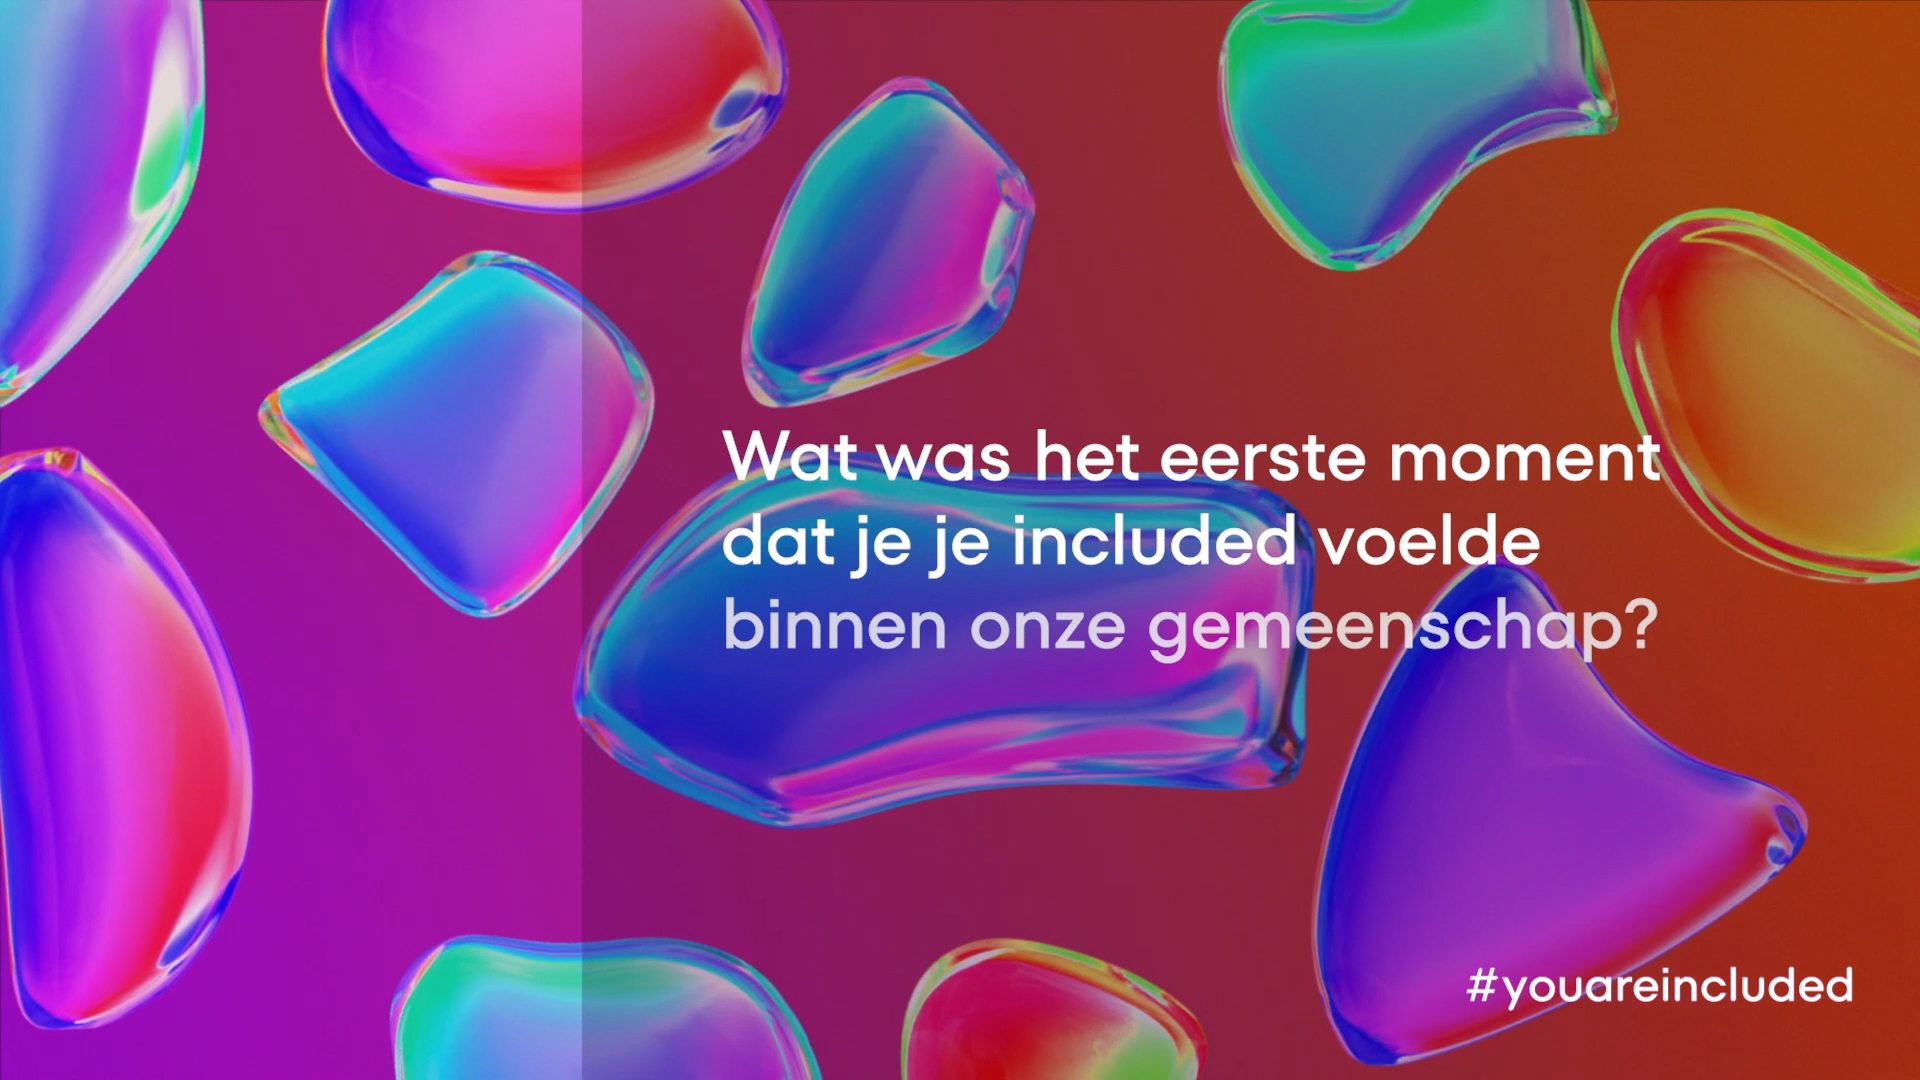 Wat was het eerste moment
dat je je included voelde
binnen onze gemeenschap?
#youareincluded